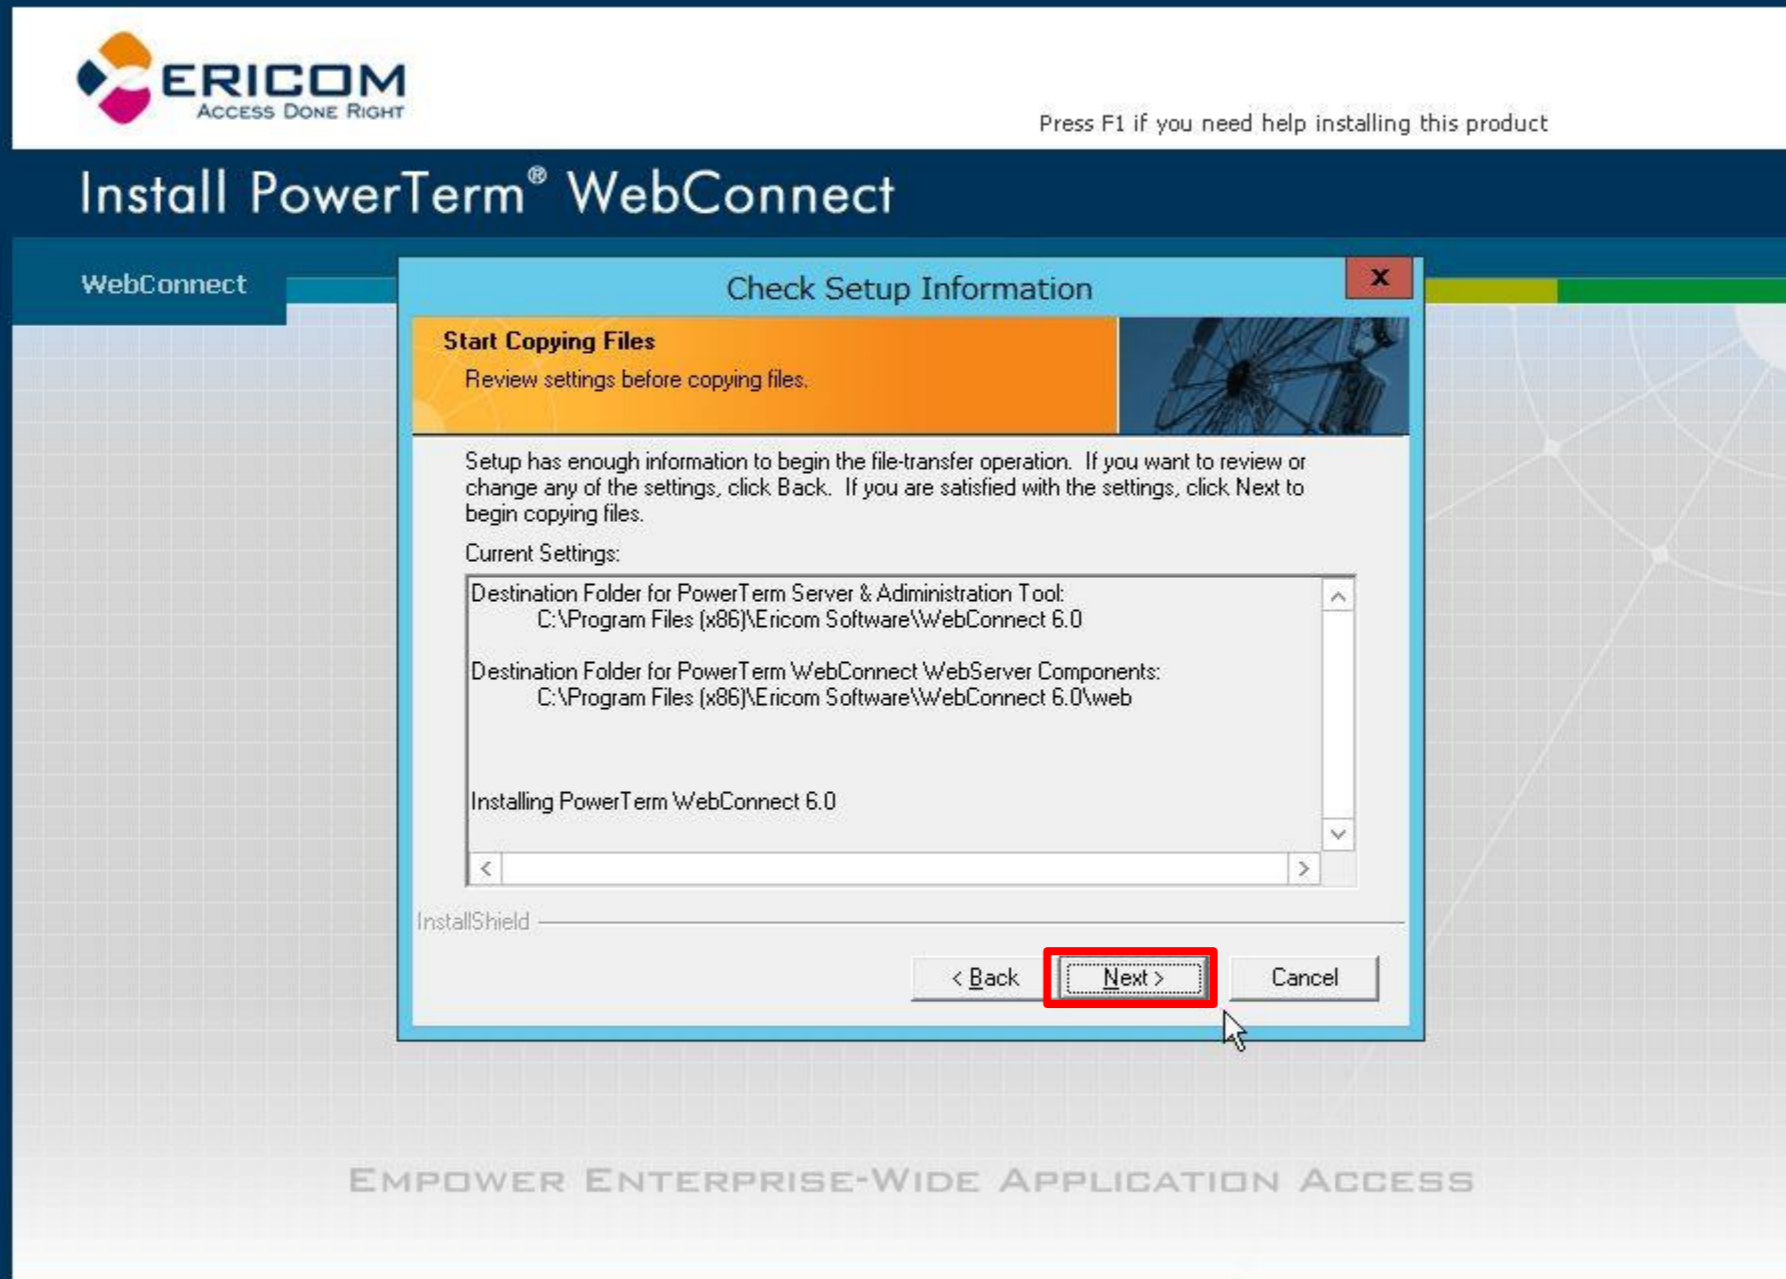 ERICOM
ACCESS DONE RIGHT
Press F1 if you need help installing this product
Install PowerTerm® WebConnect
WebConnect
Check Setup Information
X
Start Copying Files
Review settings before copying files.
Setup has enough information to begin the file-transfer operation. If you want to review or
change any of the settings, click Back. If you are satisfied with the settings, click Next to
begin copying files.
Current Settings:
Destination Folder for PowerTerm Server & Adiministration Tool:
C:\Program Files (x86)\Ericom Software\WebConnect 6.0
Destination Folder for PowerTerm WebConnect WebServer Components:
C:\Program Files (x86)\Ericom Software\WebConnect 6.0\web
Installing PowerTerm WebConnect 6.0
InstallShield
< Back Next > Cancel
EMPOWER ENTERPRISE-WIDE APPLICATION ACCESS